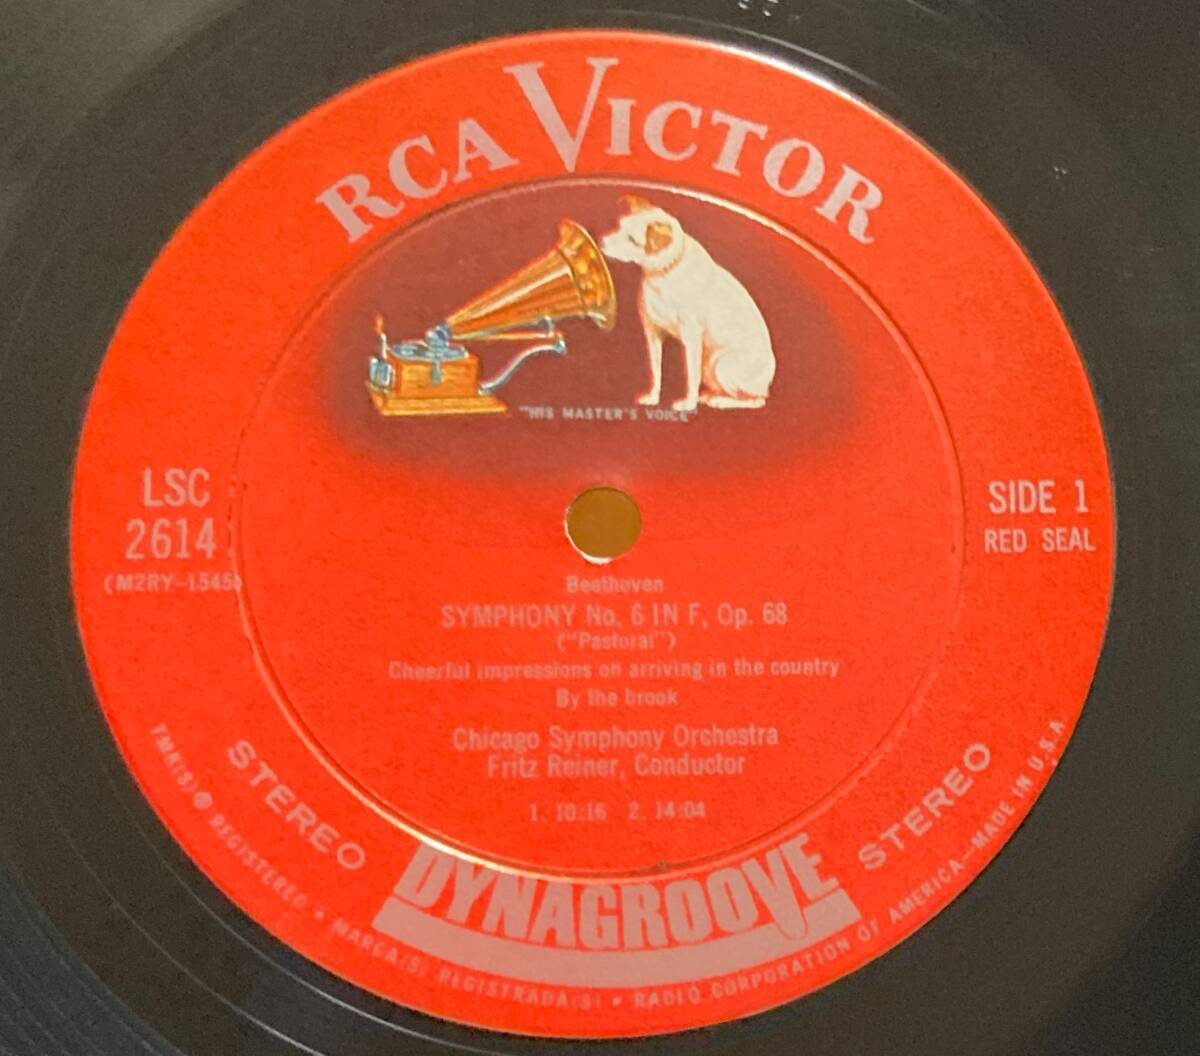 RCA VICTOR
"HIS MASTER'S VOICE"
LSC
2614
(M2RY-1545)
SIDE 1
RED SEAL
Beethoven
SYMPHONY No. 6 IN F, Op. 68
("Pastoral")
Cheerful impressions on arriving in the country
By the brook
Chicago Symphony Orchestra
Fritz Reiner, Conductor
1. 10:16 2. 14:04
STEREO
DYNAGROOVE
STEREO
TMK(S) ® REGISTERED • MARCA(S) REGISTRADA(S) • RADIO CORPORATION OF AMERICA—MADE IN U.S.A.